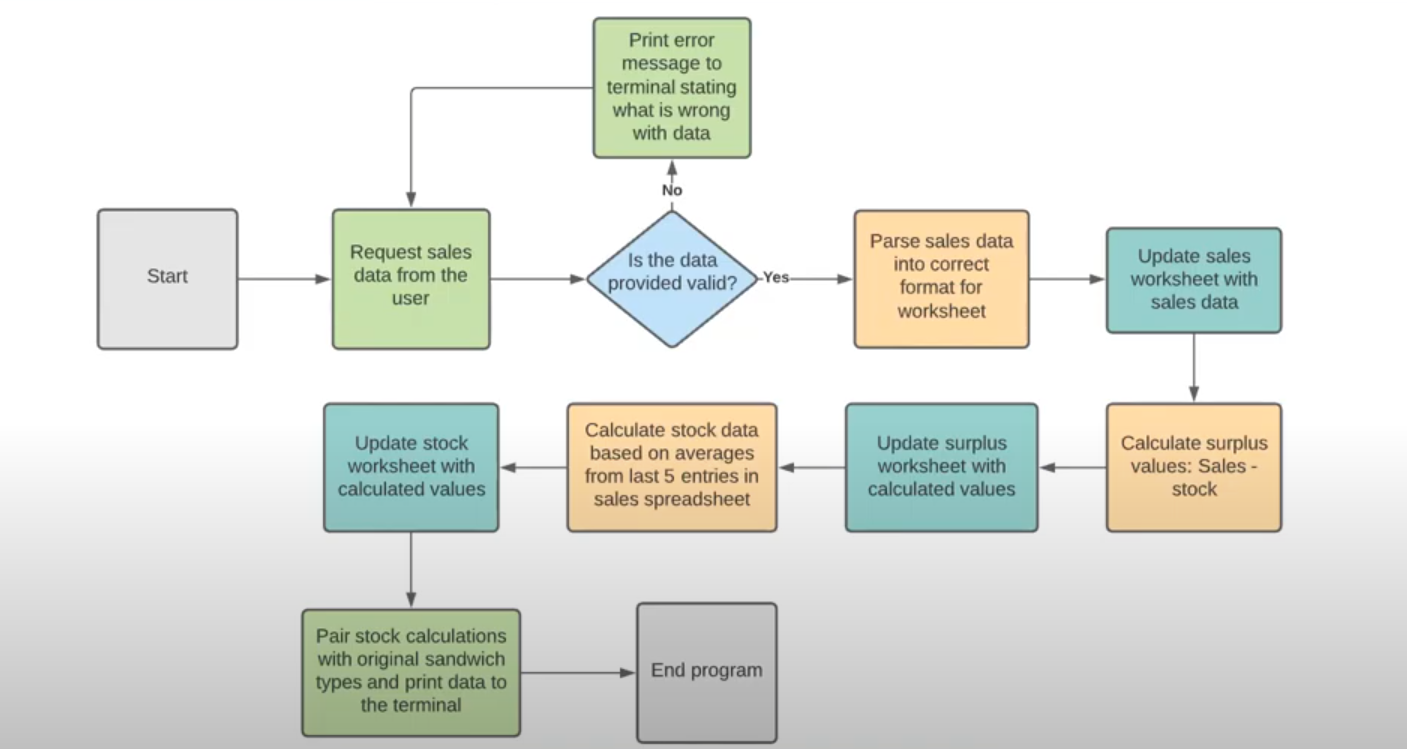 Print error
message to
terminal stating
what is wrong
with data
No
Start
Request sales
data from the
user
Is the data
provided valid?
Yes
Parse sales data
into correct
format for
worksheet
Update sales
worksheet with
sales data
Calculate surplus
values: Sales -
stock
Update surplus
worksheet with
calculated values
Calculate stock data
based on averages
from last 5 entries in
sales spreadsheet
Update stock
worksheet with
calculated values
Pair stock calculations
with original sandwich
types and print data to
the terminal
End program